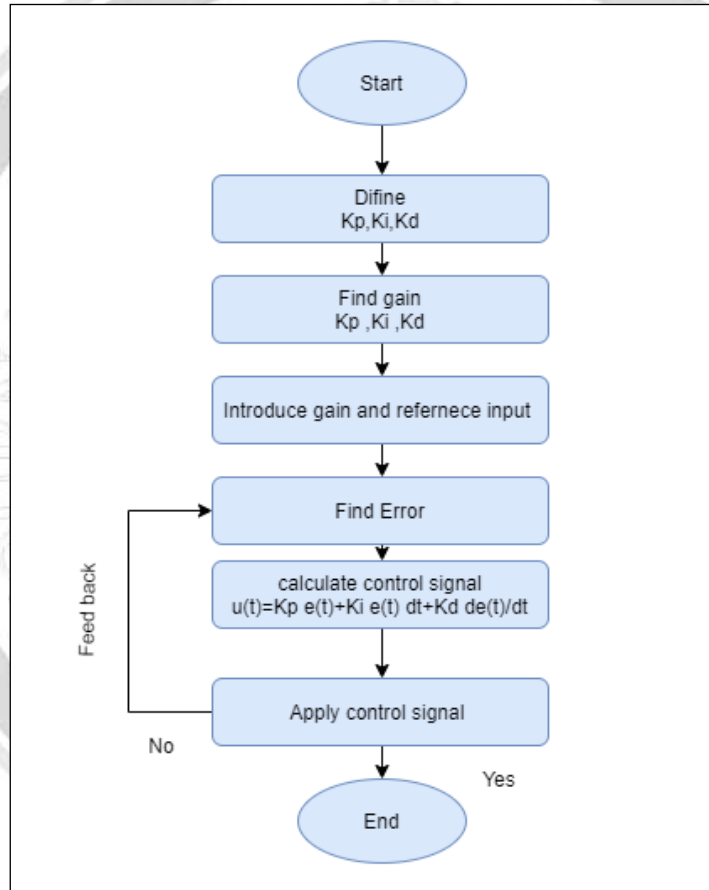 Start
Difine
Kp,Ki,Kd
Find gain
Kp ,Ki ,Kd
Introduce gain and refernece input
Find Error
calculate control signal
u(t)=Kp e(t)+Ki e(t) dt+Kd de(t)/dt
Feed back
Apply control signal
No
Yes
End